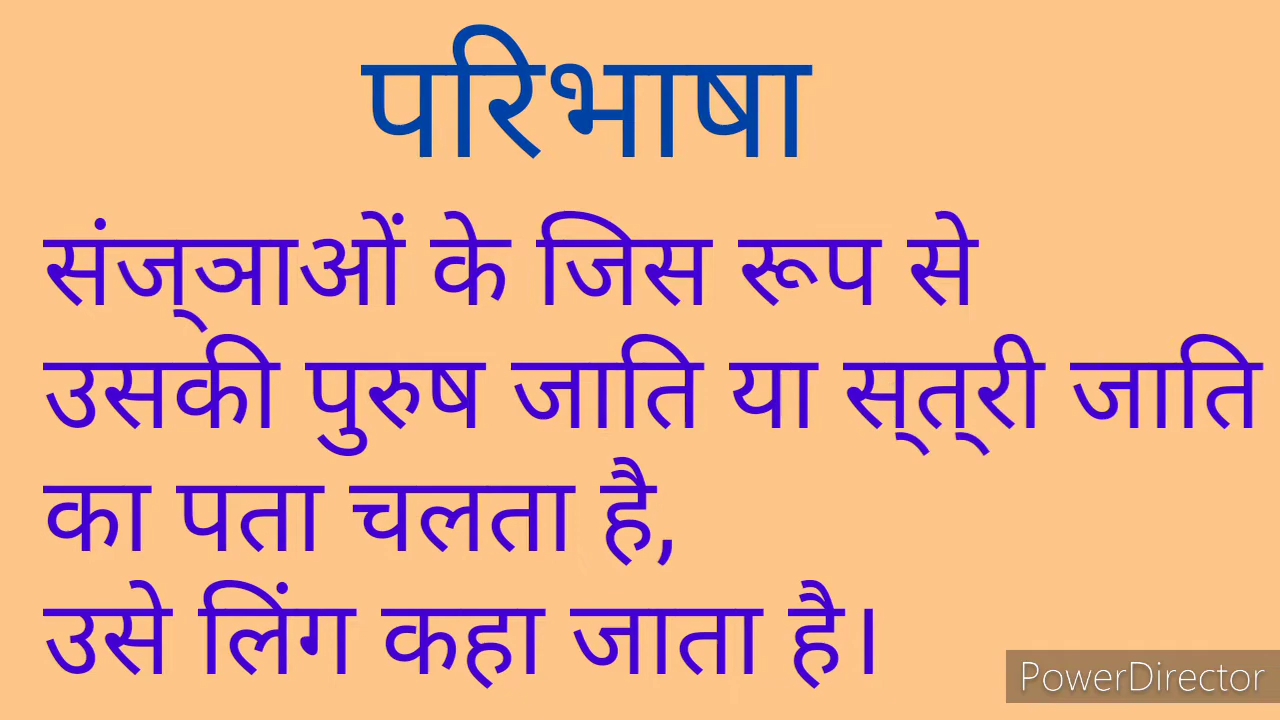 परिभाषा
संज्ञाओं के जिस रूप से
उसकी पुरुष जाति या स्त्री जाति
का पता चलता है,
उसे लिंग कहा जाता है।
PowerDirector